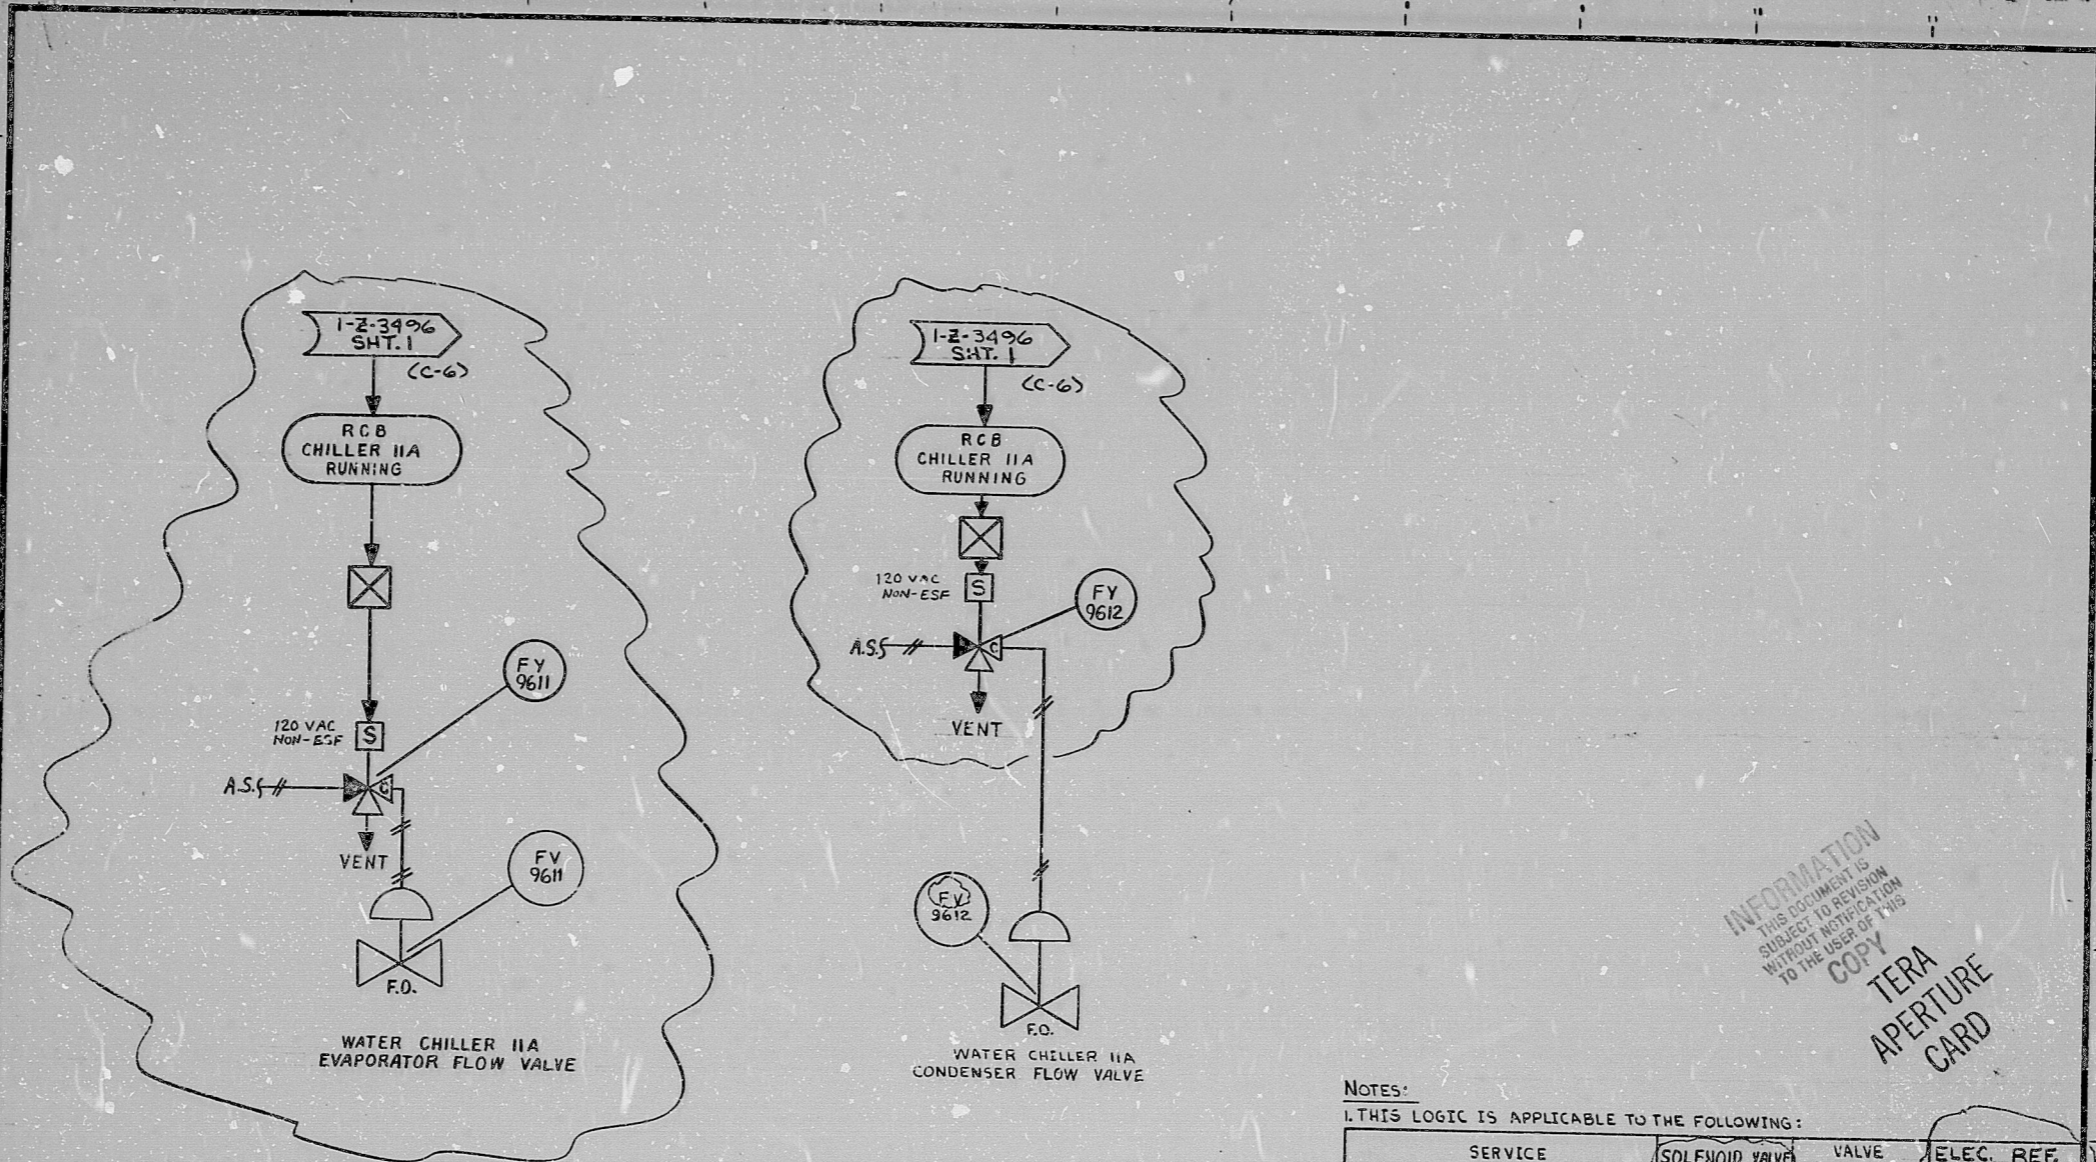 1-Z-3496
SHT. 1
(C-6)
RCB
CHILLER 11A
RUNNING
FY
9611
120 VAC
NON-ESF
S
A.S.
C
VENT
FV
9611
F.O.
WATER CHILLER 11A
EVAPORATOR FLOW VALVE
1-Z-3496
SHT. 1
(C-6)
RCB
CHILLER 11A
RUNNING
120 VAC
NON-ESF
S
FY
9612
A.S.
C
VENT
FV
9612
F.O.
WATER CHILLER 11A
CONDENSER FLOW VALVE
INFORMATION
THIS DOCUMENT IS
SUBJECT TO REVISION
WITHOUT NOTIFICATION
TO THE USER OF THIS
COPY
TERA
APERTURE
CARD
NOTES:
1. THIS LOGIC IS APPLICABLE TO THE FOLLOWING:
SERVICE SOLENOID VALVE VALVE ELEC. REF.